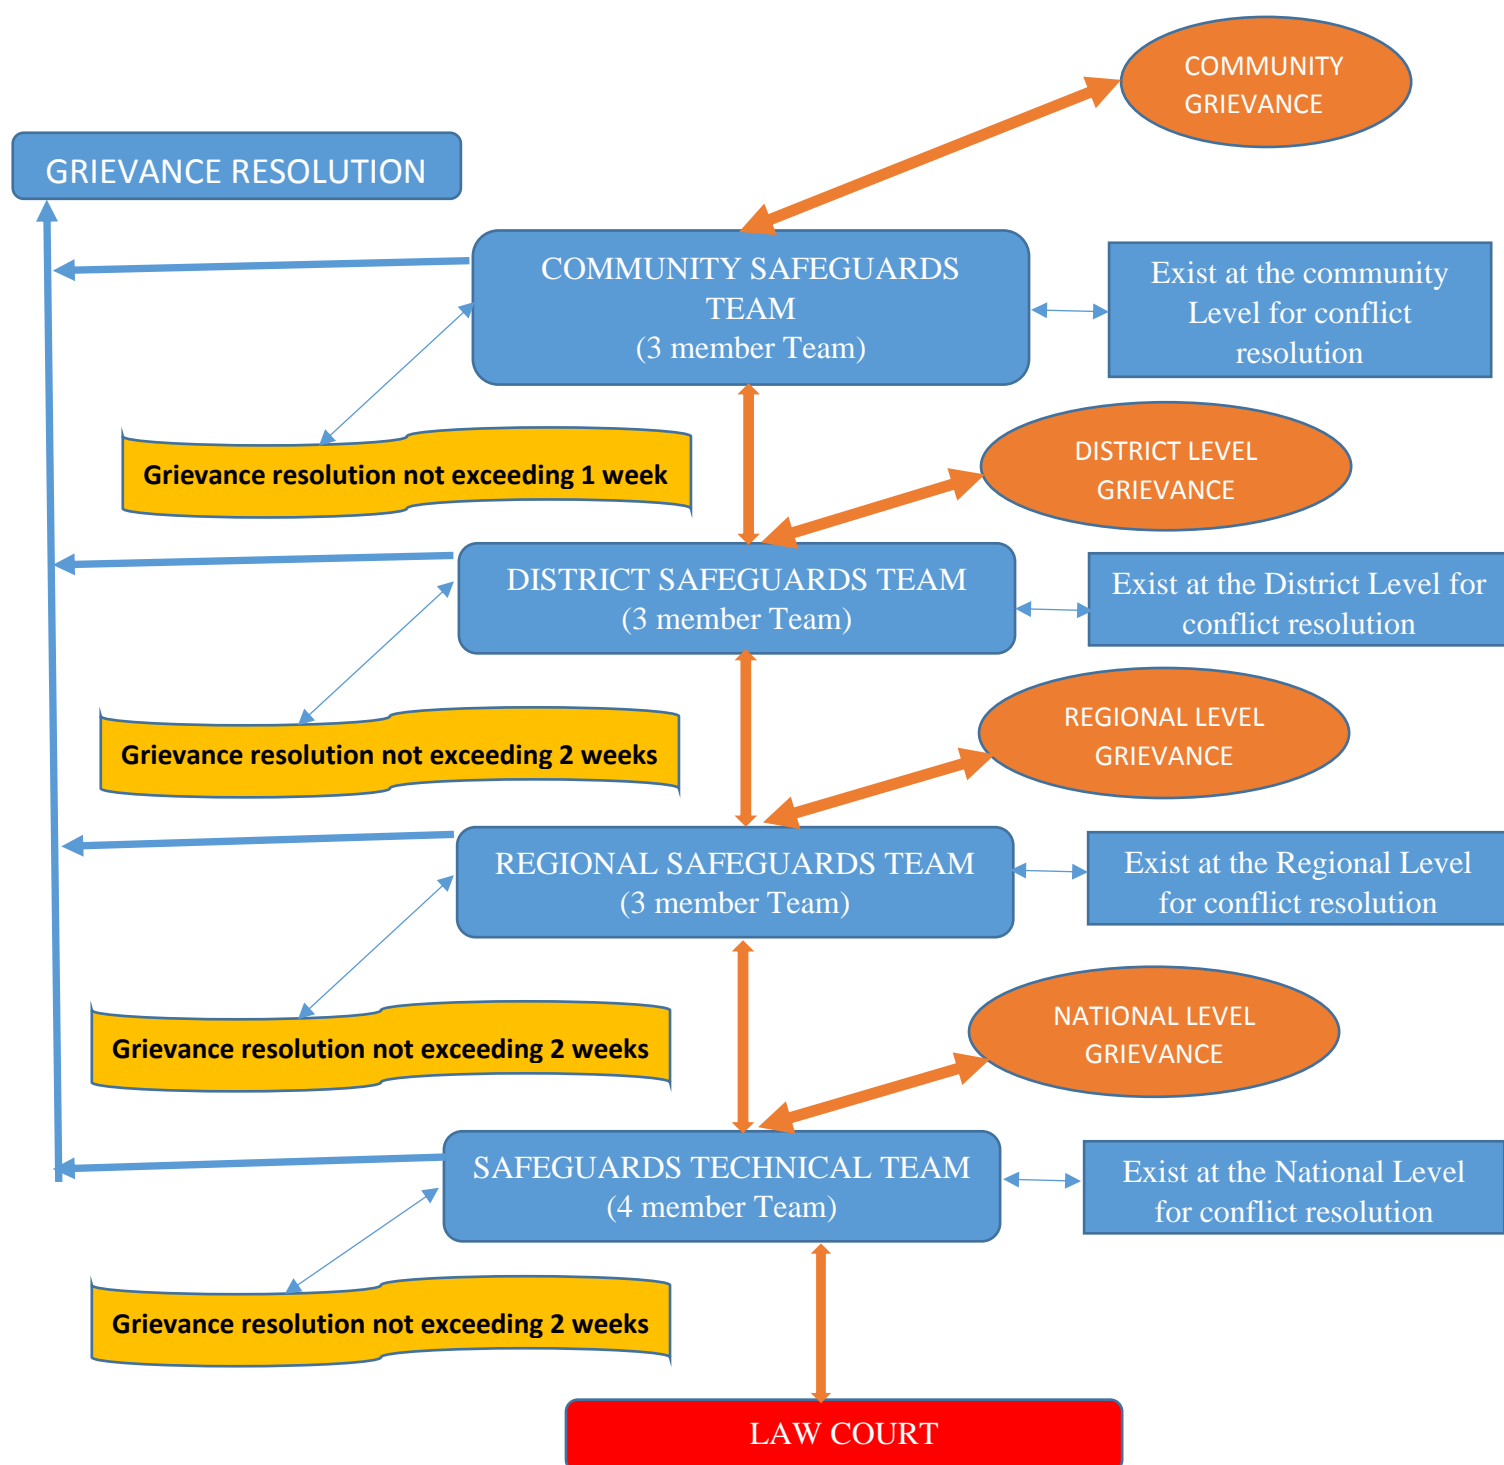 COMMUNITY
GRIEVANCE
GRIEVANCE RESOLUTION
COMMUNITY SAFEGUARDS
TEAM
(3 member Team)
Exist at the community
Level for conflict
resolution
Grievance resolution not exceeding 1 week
DISTRICT LEVEL
GRIEVANCE
DISTRICT SAFEGUARDS TEAM
(3 member Team)
Exist at the District Level for
conflict resolution
Grievance resolution not exceeding 2 weeks
REGIONAL LEVEL
GRIEVANCE
REGIONAL SAFEGUARDS TEAM
(3 member Team)
Exist at the Regional Level
for conflict resolution
Grievance resolution not exceeding 2 weeks
NATIONAL LEVEL
GRIEVANCE
SAFEGUARDS TECHNICAL TEAM
(4 member Team)
Exist at the National Level
for conflict resolution
Grievance resolution not exceeding 2 weeks
LAW COURT